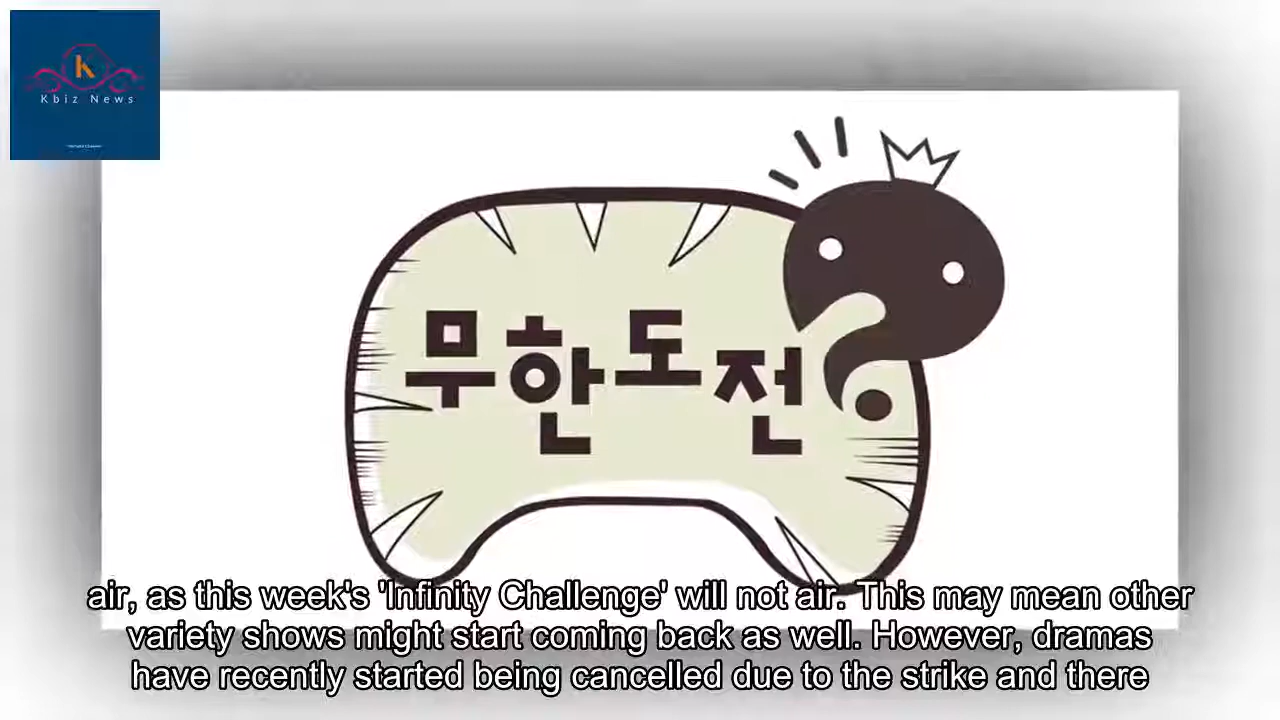 K
Kbiz News
무한도전
air, as this week's 'Infinity Challenge' will not air. This may mean other
variety shows might start coming back as well. However, dramas
have recently started being cancelled due to the strike and there